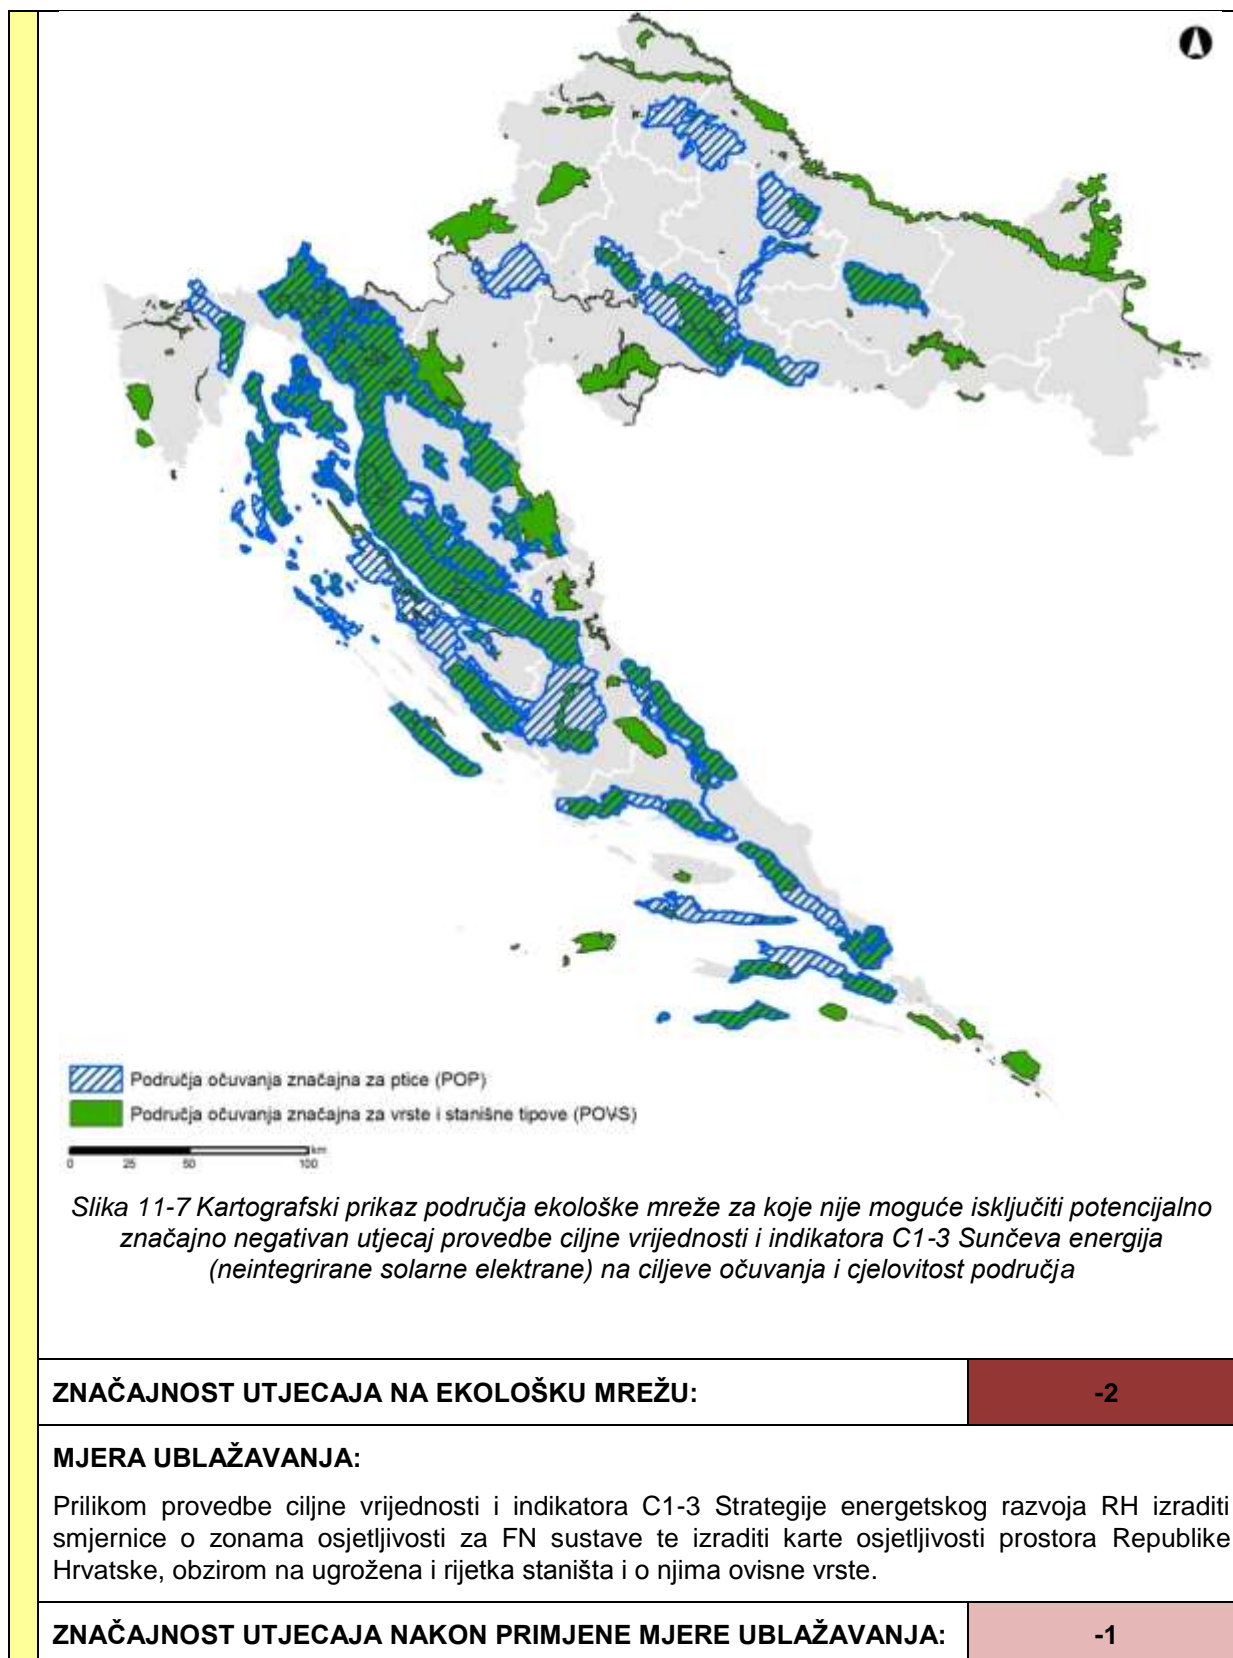 Područja očuvanja značajna za ptice (POP)
Područja očuvanja značajna za vrste i stanišne tipove (POVS)
km
0 25 50 100
Slika 11-7 Kartografski prikaz područja ekološke mreže za koje nije moguće isključiti potencijalno
značajno negativan utjecaj provedbe ciljne vrijednosti i indikatora C1-3 Sunčeva energija
(neintegrirane solarne elektrane) na ciljeve očuvanja i cjelovitost područja
ZNAČAJNOST UTJECAJA NA EKOLOŠKU MREŽU: -2
MJERA UBLAŽAVANJA:
Prilikom provedbe ciljne vrijednosti i indikatora C1-3 Strategije energetskog razvoja RH izraditi
smjernice o zonama osjetljivosti za FN sustave te izraditi karte osjetljivosti prostora Republike
Hrvatske, obzirom na ugrožena i rijetka staništa i o njima ovisne vrste.
ZNAČAJNOST UTJECAJA NAKON PRIMJENE MJERE UBLAŽAVANJA: -1